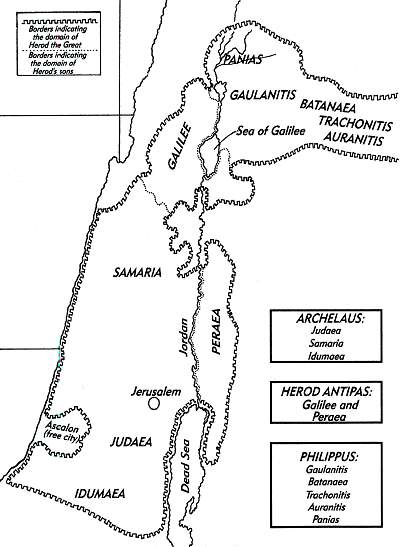 Borders indicating
the domain of
Herod the Great
Borders indicating
the domain of
Herod's sons
PANIAS
GAULANITIS
BATANAEA
TRACHONITIS
AURANITIS
Sea of Galilee
GALILEE
SAMARIA
Jordan
PERAEA
Jerusalem
Ascalon
(free city)
JUDAEA
Dead Sea
IDUMAEA
ARCHELAUS:
Judaea
Samaria
Idumaea
HEROD ANTIPAS:
Galilee and
Peraea
PHILIPPUS:
Gaulanitis
Batanaea
Trachonitis
Auranitis
Panias